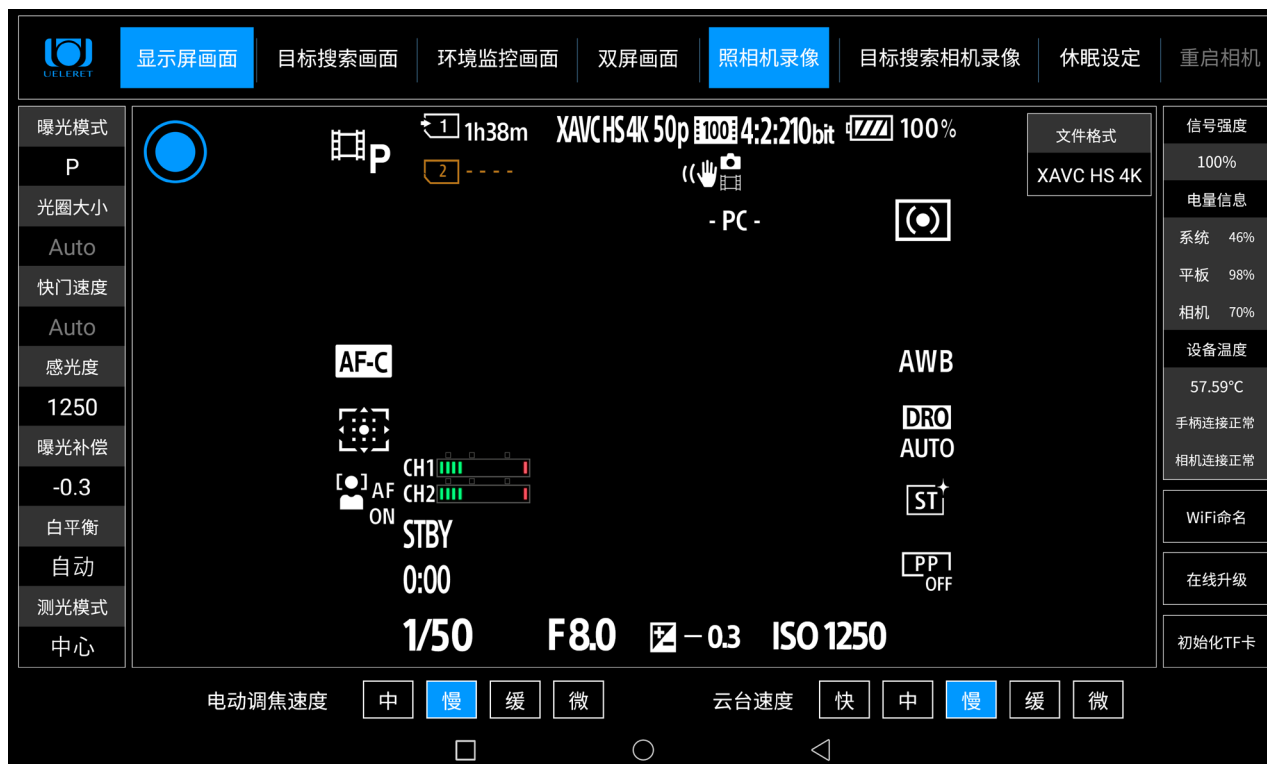 UELERET
显示屏画面 目标搜索画面 环境监控画面 双屏画面 照相机录像 目标搜索相机录像 休眠设定 重启相机
曝光模式
P
光圈大小
Auto
快门速度
Auto
感光度
1250
曝光补偿
-0.3
白平衡
自动
测光模式
中心
P 1 1h38m XAVC HS 4K 50p 100 4:2:2 10bit 100%
2 - - - -
- PC -
文件格式
XAVC HS 4K
AF-C
AWB
DRO
AUTO
CH1
CH2
AF
ON
ST
STBY
0:00
PP
OFF
1/50 F8.0 -0.3 ISO 1250
信号强度
100%
电量信息
系统 46%
平板 98%
相机 70%
设备温度
57.59°C
手柄连接正常
相机连接正常
WiFi命名
在线升级
初始化TF卡
电动调焦速度 中 慢 缓 微 云台速度 快 中 慢 缓 微